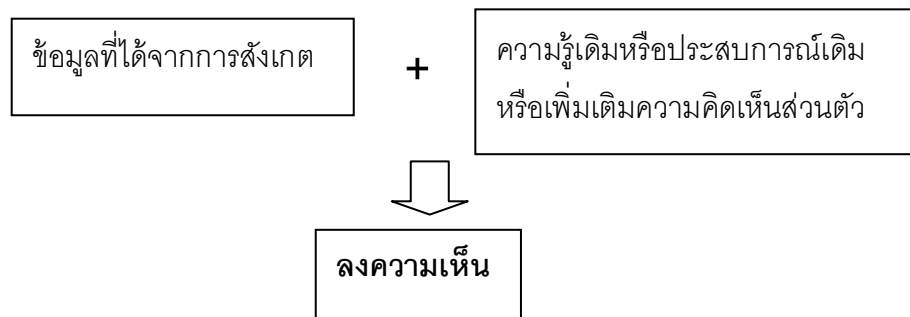 ข้อมูลที่ได้จากการสังเกต
+
ความรู้เดิมหรือประสบการณ์เดิม
หรือเพิ่มเติมความคิดเห็นส่วนตัว
ลงความเห็น